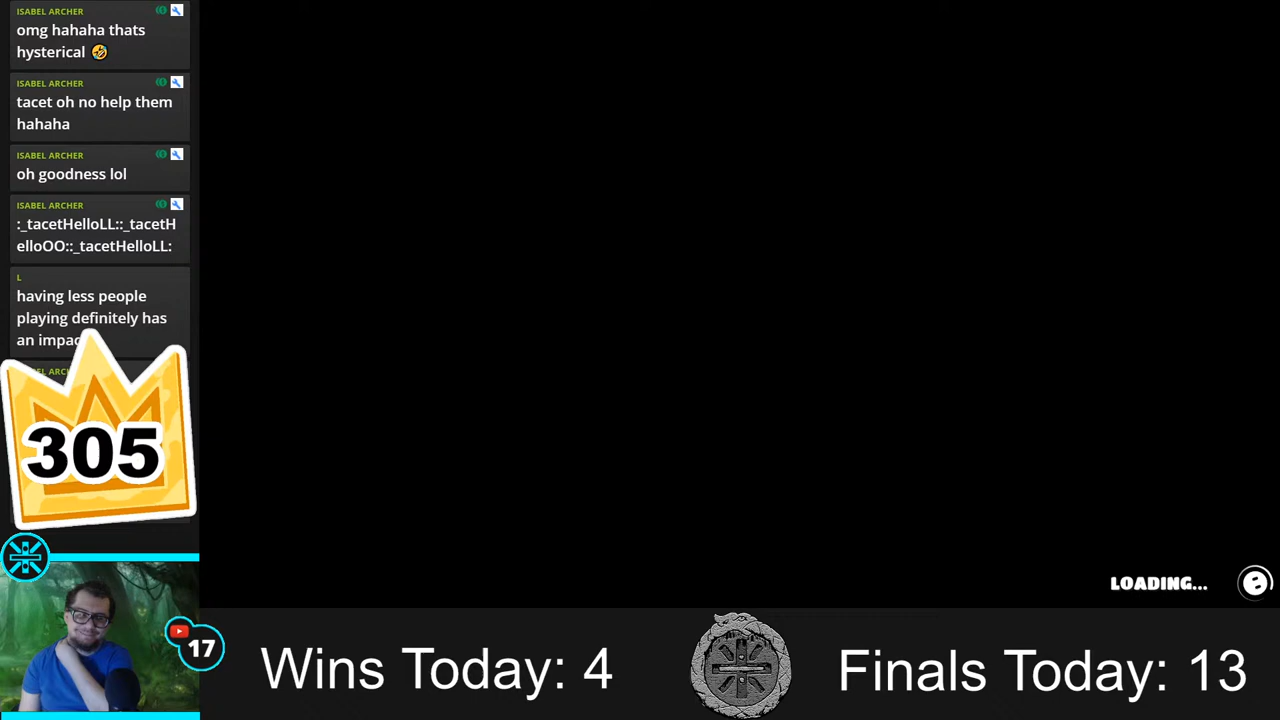 ISABEL ARCHER
omg hahaha thats
hysterical 🤣
ISABEL ARCHER
tacet oh no help them
hahaha
ISABEL ARCHER
oh goodness lol
ISABEL ARCHER
:_tacetHelloLL::_tacetH
elloOO::_tacetHelloLL:
L
having less people
playing definitely has
an
305
LOADING...
17
Wins Today: 4
Finals Today: 13